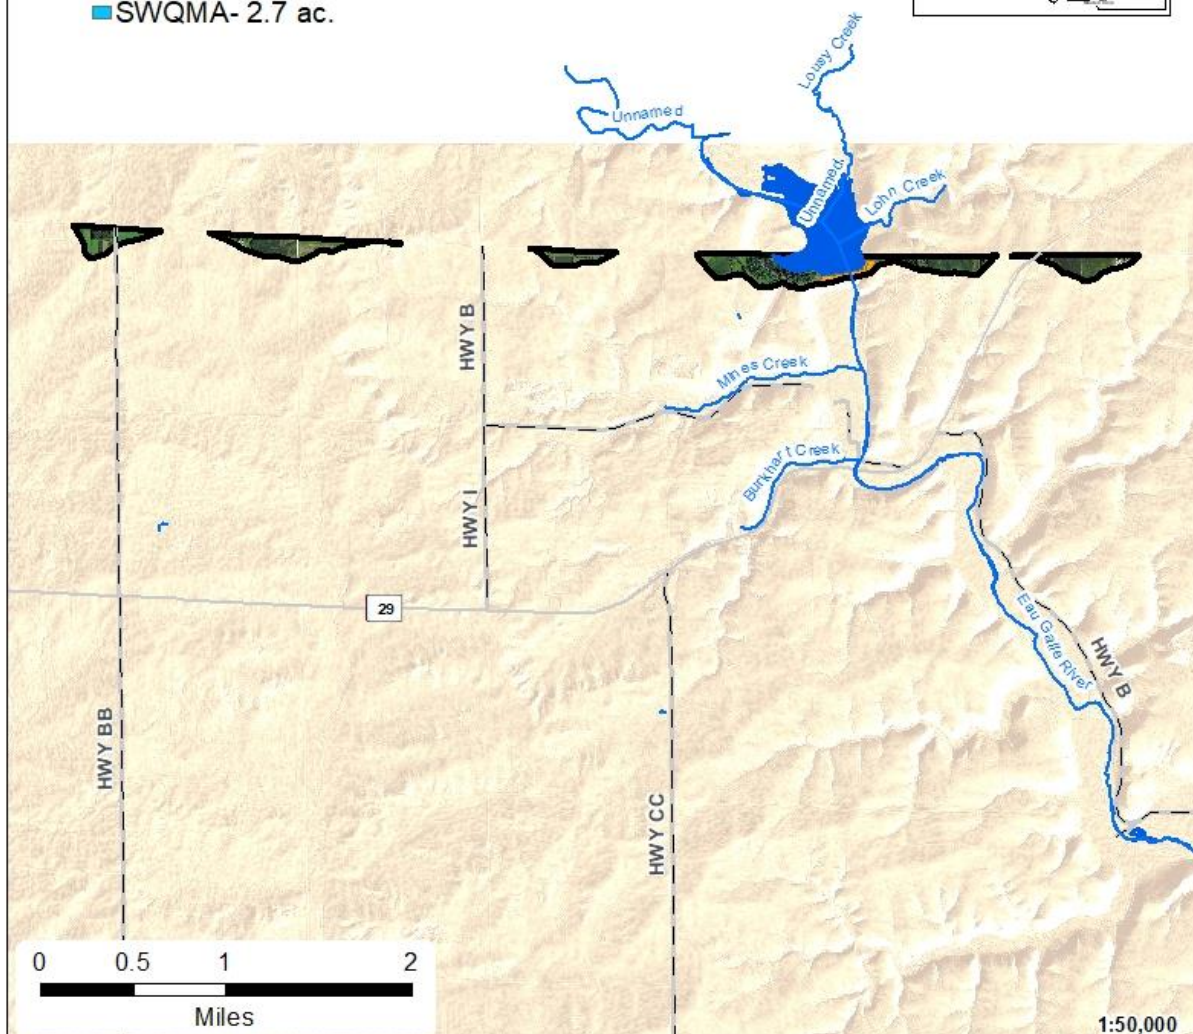 SWQMA- 2.7 ac.
Lousy Creek
Unnamed
Unnamed
Lohn Creek
HWY B
Mines Creek
Burkhart Creek
HWY I
29
Eau Galle River
HWY B
HWY BB
HWY CC
0 0.5 1 2
Miles
1:50,000